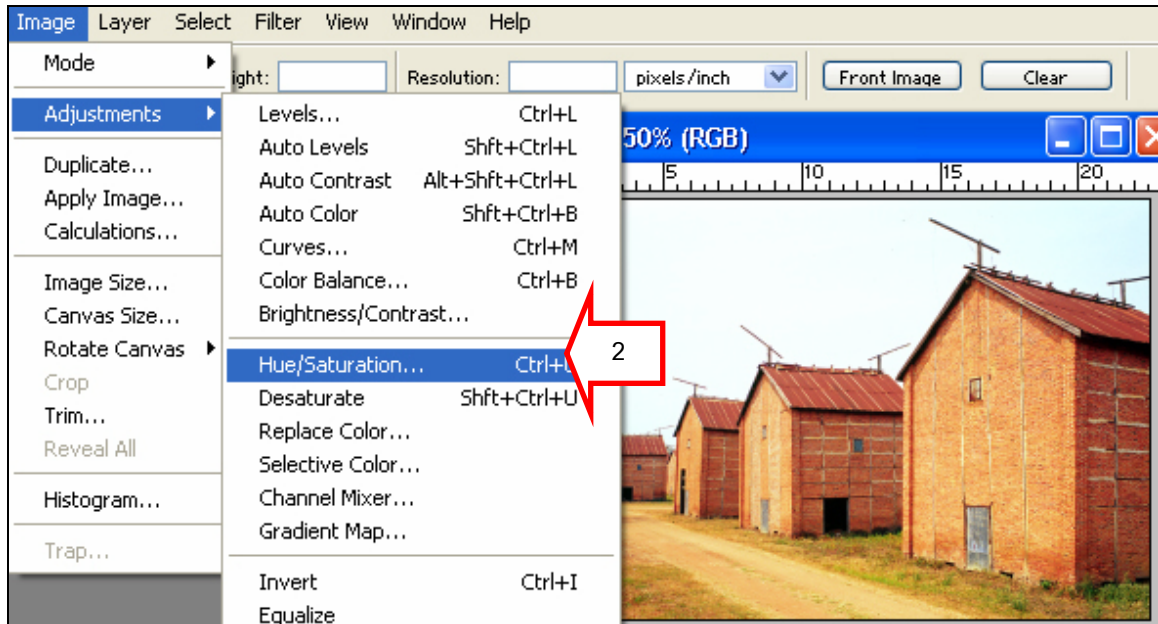 Image Layer Select Filter View Window Help
Mode
ight: Resolution: pixels/inch Front Image Clear
Adjustments
Duplicate...
Apply Image...
Calculations...
Image Size...
Canvas Size...
Rotate Canvas
Crop
Trim...
Reveal All
Histogram...
Trap...
Levels... Ctrl+L
Auto Levels Shft+Ctrl+L
Auto Contrast Alt+Shft+Ctrl+L
Auto Color Shft+Ctrl+B
Curves... Ctrl+M
Color Balance... Ctrl+B
Brightness/Contrast...
Hue/Saturation... Ctrl+
Desaturate Shft+Ctrl+U
Replace Color...
Selective Color...
Channel Mixer...
Gradient Map...
Invert Ctrl+I
Equalize
50% (RGB)
5 10 15 20
2